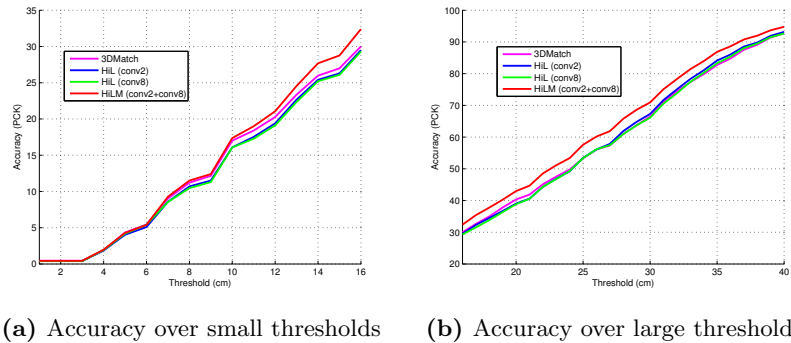 35
30
25
20
15
10
5
0
Accuracy (PCK)
3DMatch
HiL (conv2)
HiL (conv8)
HiLM (conv2+conv8)
2 4 6 8 10 12 14 16
Threshold (cm)
(a) Accuracy over small thresholds
100
90
80
70
60
50
40
30
20
Accuracy (PCK)
3DMatch
HiL (conv2)
HiL (conv8)
HiLM (conv2+conv8)
20 25 30 35 40
Threshold (cm)
(b) Accuracy over large threshold